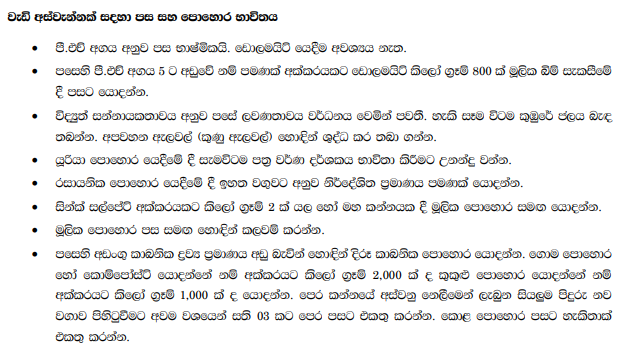 වැඩි අස්වැන්නක් සඳහා පස සහ පොහොර භාවිතය
• පී.එච් අගය අනුව පස භාෂ්මිකයි. ඩොලමයිට් යෙදීම අවශ්‍යය නැත.
• පසෙහි පී.එච් අගය 5 ට අඩුවේ නම් පමණක් අක්කරයකට ඩොලමයිට් කිලෝ ග්‍රෑම් 800 ක් මූලික බිම් සැකසීමේ
දී පසට යොදන්න.
• විද්‍යුත් සන්නායකතාවය අනුව පසේ ලවණතාවය වර්ධනය වෙමින් පවතී. හැකි සෑම විටම කුඹුරේ ජලය බැඳ
තබන්න. අපවහන ඇලවල් (කුණු ඇලවල්) හොඳින් ශුද්ධ කර තබා ගන්න.
• යූරියා පොහොර යෙදීමේ දී සැමවිටම පත්‍ර වර්ණ දර්ශකය භාවිතා කිරීමට උනන්දු වන්න.
• රසායනික පොහොර යෙදීමේ දී ඉහත වගුවට අනුව නිර්දේශිත ප්‍රමාණය පමණක් යොදන්න.
• සින්ක් සල්ෆේට් අක්කරයකට කිලෝ ග්‍රෑම් 2 ක් යල හෝ මහ කන්නයක දී මූලික පොහොර සමඟ යොදන්න.
• මූලික පොහොර පස සමඟ හොඳින් කලවම් කරන්න.
• පසෙහි අඩංගු කාබනික ද්‍රව්‍ය ප්‍රමාණය අඩු බැවින් හොඳින් දිරූ කාබනික පොහොර යොදන්න. ගොම පොහොර
හෝ කොම්පෝස්ට් යොදන්නේ නම් අක්කරයට කිලෝ ග්‍රෑම් 2,000 ක් ද කුකුළු පොහොර යොදන්නේ නම්
අක්කරයට කිලෝ ග්‍රෑම් 1,000 ක් ද යොදන්න. පෙර කන්නයේ අස්වනු නෙලීමෙන් ලැබුන සියලුම පිදුරු නව
වගාව පිහිටුවීමට අවම වශයෙන් සති 03 කට පෙර පසට එකතු කරන්න. කොළ පොහොර පසට හැකිතාක්
එකතු කරන්න.